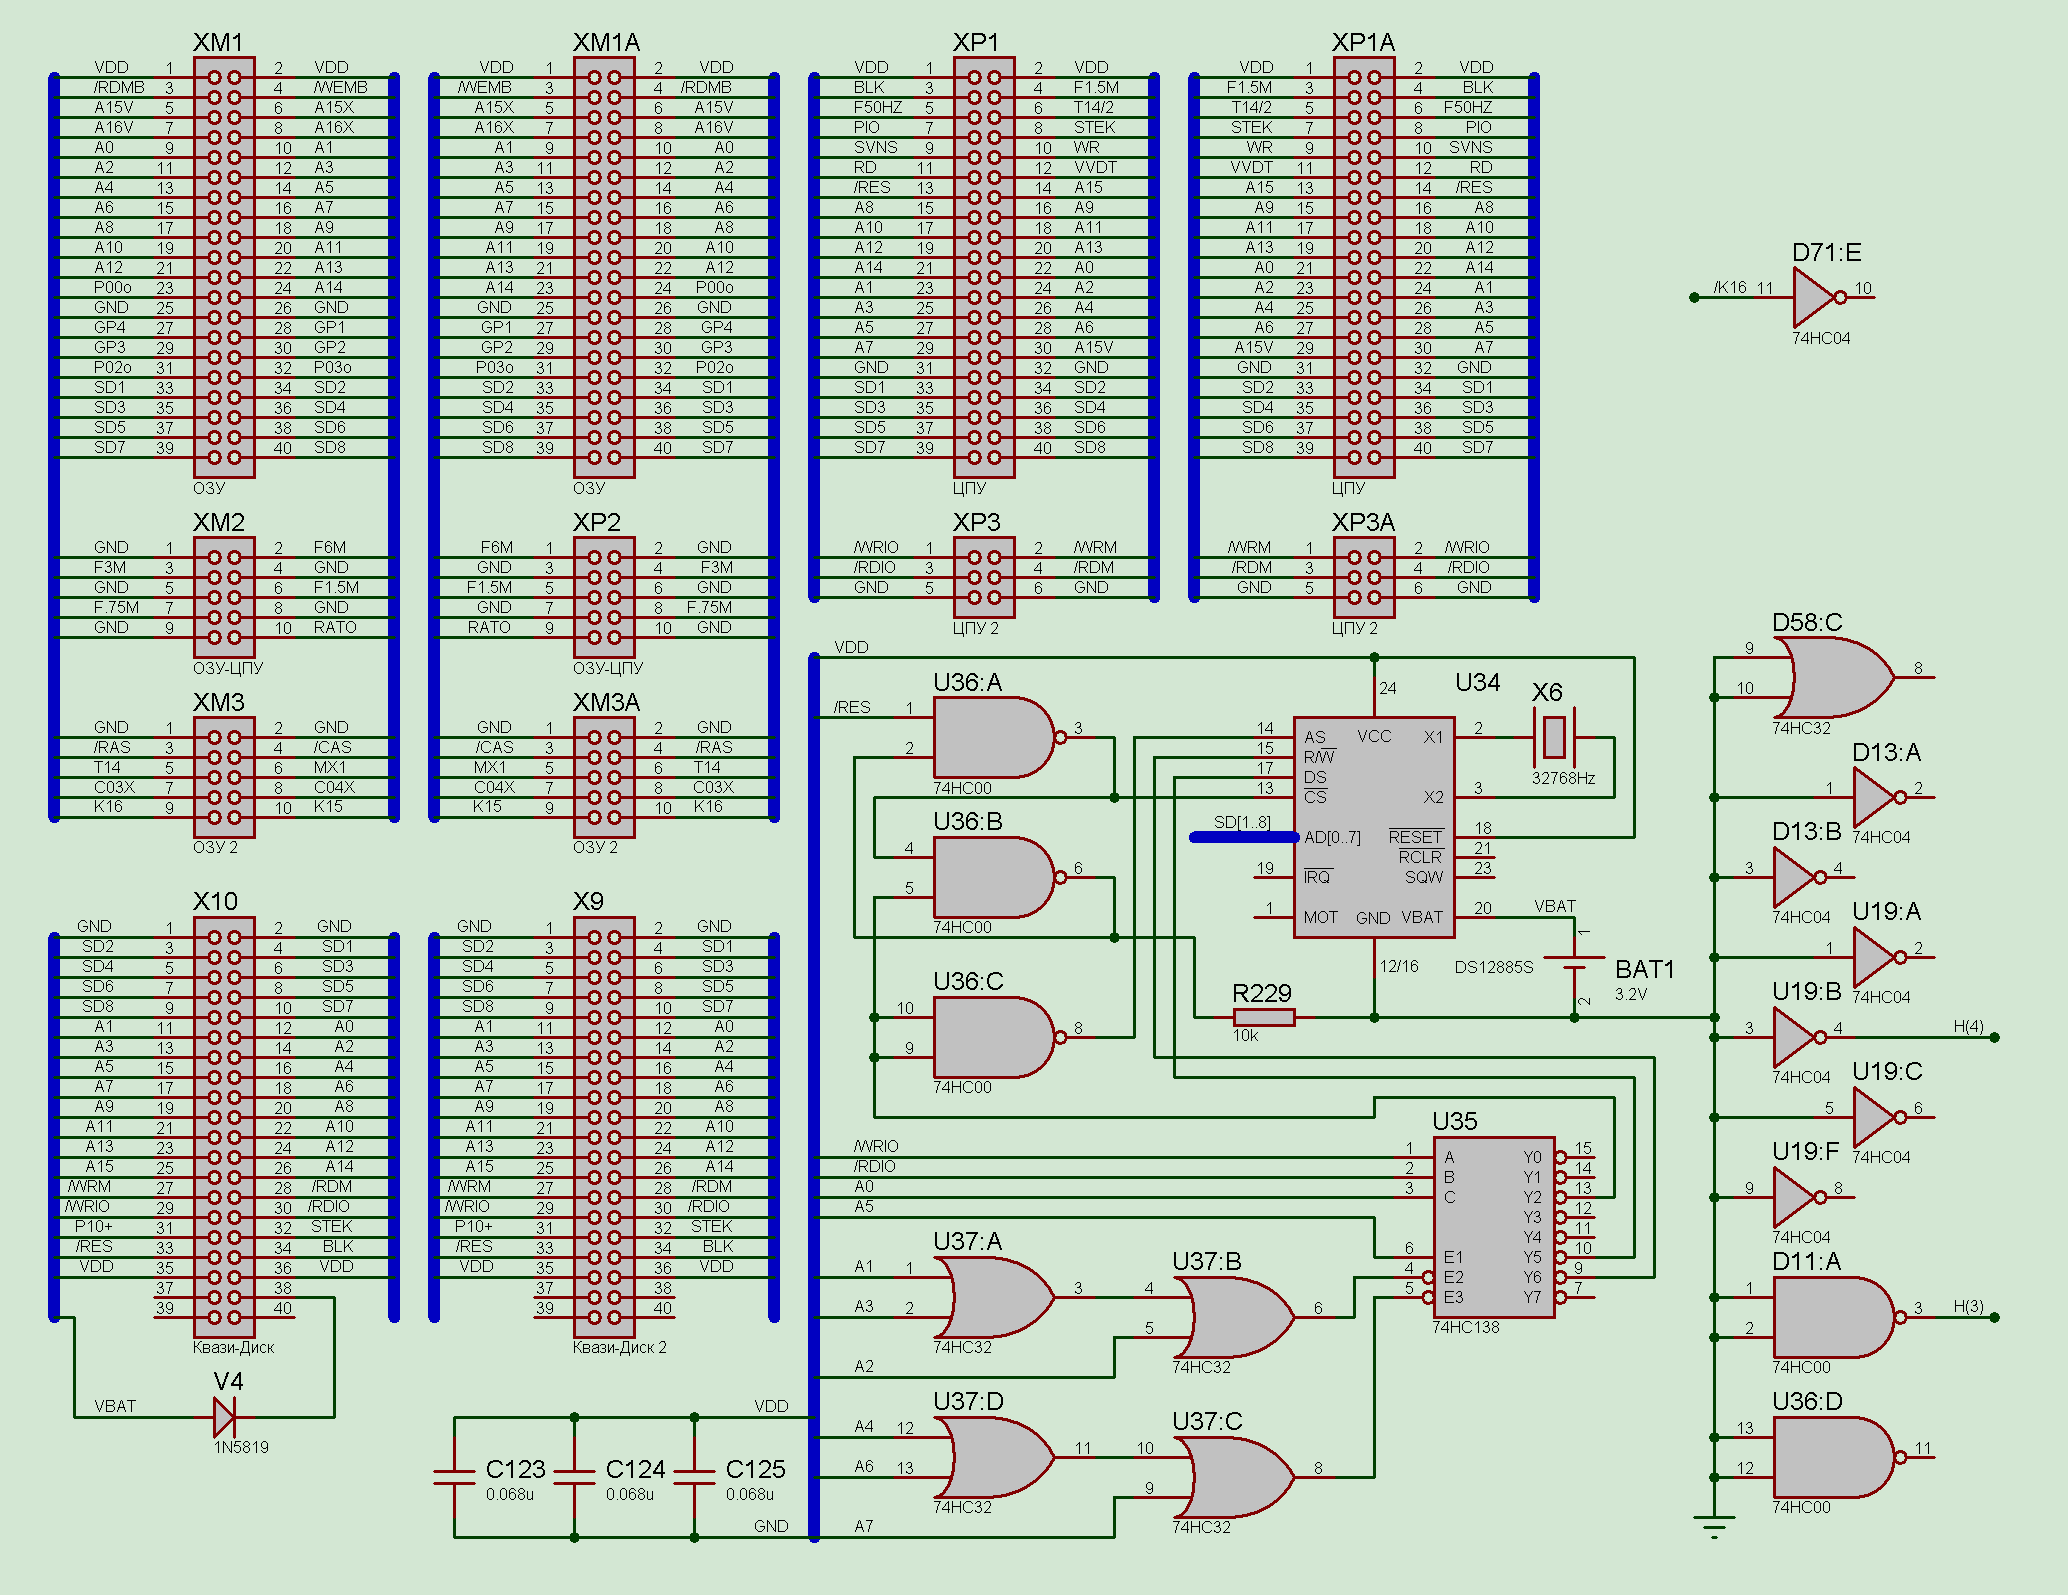 XM1
VDD 1 2 VDD
/RDMB 3 4 /WEMB
A15V 5 6 A15X
A16V 7 8 A16X
A0 9 10 A1
A2 11 12 A3
A4 13 14 A5
A6 15 16 A7
A8 17 18 A9
A10 19 20 A11
A12 21 22 A13
P00o 23 24 A14
GND 25 26 GND
GP4 27 28 GP1
GP3 29 30 GP2
P02o 31 32 P03o
SD1 33 34 SD2
SD3 35 36 SD4
SD5 37 38 SD6
SD7 39 40 SD8
ОЗУ
XM1A
VDD 1 2 VDD
/WEMB 3 4 /RDMB
A15X 5 6 A15V
A16X 7 8 A16V
A1 9 10 A0
A3 11 12 A2
A5 13 14 A4
A7 15 16 A6
A9 17 18 A8
A11 19 20 A10
A13 21 22 A12
A14 23 24 P00o
GND 25 26 GND
GP1 27 28 GP4
GP2 29 30 GP3
P03o 31 32 P02o
SD2 33 34 SD1
SD4 35 36 SD3
SD6 37 38 SD5
SD8 39 40 SD7
ОЗУ
XP1
VDD 1 2 VDD
BLK 3 4 F1.5M
F50HZ 5 6 T14/2
PIO 7 8 STEK
SVNS 9 10 WR
RD 11 12 VVDT
/RES 13 14 A15
A8 15 16 A9
A10 17 18 A11
A12 19 20 A13
A14 21 22 A0
A1 23 24 A2
A3 25 26 A4
A5 27 28 A6
A7 29 30 A15V
GND 31 32 GND
SD1 33 34 SD2
SD3 35 36 SD4
SD5 37 38 SD6
SD7 39 40 SD8
ЦПУ
XP1A
VDD 1 2 VDD
F1.5M 3 4 BLK
T14/2 5 6 F50HZ
STEK 7 8 PIO
WR 9 10 SVNS
VVDT 11 12 RD
A15 13 14 /RES
A9 15 16 A8
A11 17 18 A10
A13 19 20 A12
A0 21 22 A14
A2 23 24 A1
A4 25 26 A3
A6 27 28 A5
A15V 29 30 A7
GND 31 32 GND
SD2 33 34 SD1
SD4 35 36 SD3
SD6 37 38 SD5
SD8 39 40 SD7
ЦПУ
D71:E
/K16 11 10
74HC04
XM2
GND 1 2 F6M
F3M 3 4 GND
GND 5 6 F1.5M
F.75M 7 8 GND
GND 9 10 RATO
ОЗУ-ЦПУ
XP2
F6M 1 2 GND
GND 3 4 F3M
F1.5M 5 6 GND
GND 7 8 F.75M
RATO 9 10 GND
ОЗУ-ЦПУ
XP3
/WRIO 1 2 /WRM
/RDIO 3 4 /RDM
GND 5 6 GND
ЦПУ 2
XP3A
/WRM 1 2 /WRIO
/RDM 3 4 /RDIO
GND 5 6 GND
ЦПУ 2
XM3
GND 1 2 GND
/RAS 3 4 /CAS
T14 5 6 MX1
C03X 7 8 C04X
K16 9 10 K15
ОЗУ 2
XM3A
GND 1 2 GND
/CAS 3 4 /RAS
MX1 5 6 T14
C04X 7 8 C03X
K15 9 10 K16
ОЗУ 2
X10
GND 1 2 GND
SD2 3 4 SD1
SD4 5 6 SD3
SD6 7 8 SD5
SD8 9 10 SD7
A1 11 12 A0
A3 13 14 A2
A5 15 16 A4
A7 17 18 A6
A9 19 20 A8
A11 21 22 A10
A13 23 24 A12
A15 25 26 A14
/WRM 27 28 /RDM
/WRIO 29 30 /RDIO
P10+ 31 32 STEK
/RES 33 34 BLK
VDD 35 36 VDD
37 38
39 40
Квази-Диск
X9
GND 1 2 GND
SD2 3 4 SD1
SD4 5 6 SD3
SD6 7 8 SD5
SD8 9 10 SD7
A1 11 12 A0
A3 13 14 A2
A5 15 16 A4
A7 17 18 A6
A9 19 20 A8
A11 21 22 A10
A13 23 24 A12
A15 25 26 A14
/WRM 27 28 /RDM
/WRIO 29 30 /RDIO
P10+ 31 32 STEK
/RES 33 34 BLK
VDD 35 36 VDD
37 38
39 40
Квази-Диск 2
V4
VBAT
1N5819
VDD
C123 C124 C125
0.068u 0.068u 0.068u
GND
VDD
U36:A
/RES 1 3
2
74HC00
U36:B
4 6
5
74HC00
U36:C
10 8
9
74HC00
U34
24
14 AS VCC X1 2
15 R/W
17 DS
13 CS X2 3
SD[1..8] AD[0..7] RESET 18
RCLR 21
19 IRQ SQW 23
1 MOT GND VBAT 20
12/16
DS12885S
X6
32768Hz
VBAT
1
BAT1
3.2V
2
R229
10k
U35
/WRIO 1 A Y0 15
/RDIO 2 B Y1 14
A0 3 C Y2 13
A5
Y3 12
Y4 11
6 E1 Y5 10
4 E2 Y6 9
5 E3 Y7 7
74HC138
U37:A
A1 1 3
A3 2
74HC32
U37:B
4 6
5
74HC32
A2
U37:D
A4 12 11
A6 13
74HC32
U37:C
10 8
9
74HC32
A7
D58:C
9 8
10
74HC32
D13:A
1 2
74HC04
D13:B
3 4
74HC04
U19:A
1 2
74HC04
U19:B
3 4 H(4)
74HC04
U19:C
5 6
74HC04
U19:F
9 8
74HC04
D11:A
1 3 H(3)
2
74HC00
U36:D
13 11
12
74HC00